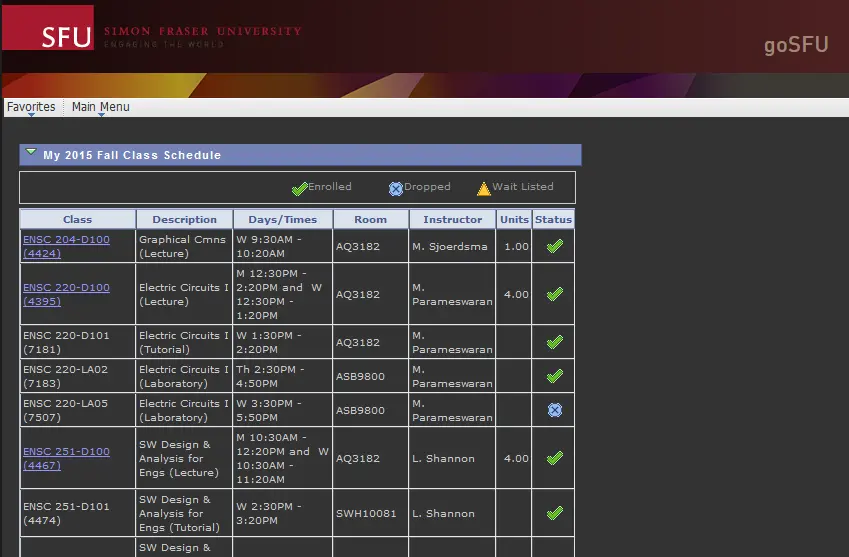 SFU SIMON FRASER UNIVERSITY
ENGAGING THE WORLD
goSFU
Favorites Main Menu
My 2015 Fall Class Schedule
Enrolled Dropped Wait Listed
Class Description Days/Times Room Instructor Units Status
ENSC 204-D100 Graphical Cmns W 9:30AM -
(4424) (Lecture) 10:20AM AQ3182 M. Sjoerdsma 1.00
ENSC 220-D100 Electric Circuits I M 12:30PM -
(4395) (Lecture) 2:20PM and W
12:30PM -
1:20PM AQ3182 M.
Parameswaran 4.00
ENSC 220-D101 Electric Circuits I W 1:30PM -
(7181) (Tutorial) 2:20PM AQ3182 M.
Parameswaran
ENSC 220-LA02 Electric Circuits I Th 2:30PM -
(7183) (Laboratory) 4:50PM ASB9800 M.
Parameswaran
ENSC 220-LA05 Electric Circuits I W 3:30PM -
(7507) (Laboratory) 5:50PM ASB9800 M.
Parameswaran
ENSC 251-D100 SW Design & M 10:30AM -
(4467) Analysis for 12:20PM and W
Engs (Lecture) 10:30AM -
11:20AM AQ3182 L. Shannon 4.00
ENSC 251-D101 SW Design & W 2:30PM -
(4474) Analysis for 3:20PM SWH10081 L. Shannon
Engs (Tutorial)
SW Design &